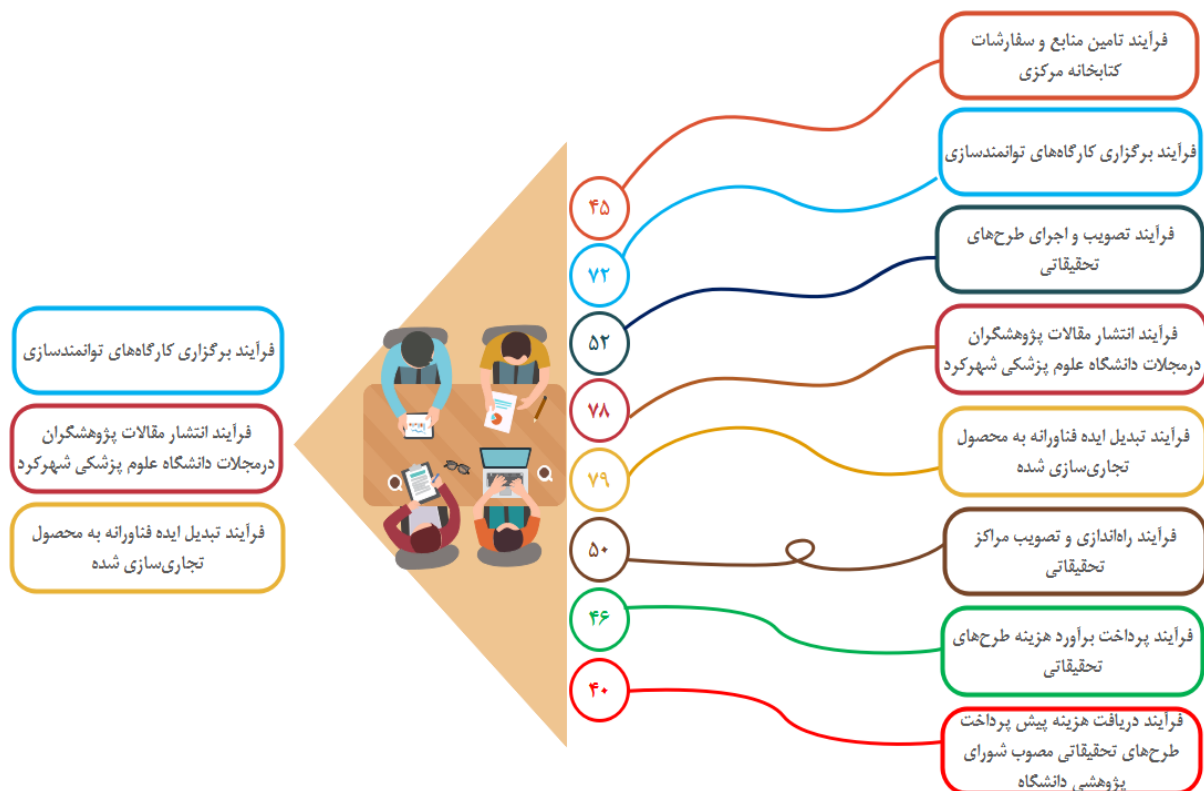 فرآیند تامین منابع و سفارشات
کتابخانه مرکزی
فرآیند برگزاری کارگاه‌های توانمندسازی
فرآیند تصویب و اجرای طرح‌های
تحقیقاتی
فرآیند انتشار مقالات پژوهشگران
درمجلات دانشگاه علوم پزشکی شهرکرد
فرآیند تبدیل ایده فناورانه به محصول
تجاری‌سازی شده
فرآیند راه‌اندازی و تصویب مراکز
تحقیقاتی
فرآیند پرداخت برآورد هزینه طرح‌های
تحقیقاتی
فرآیند دریافت هزینه پیش پرداخت
طرح‌های تحقیقاتی مصوب شورای
پژوهشی دانشگاه
۴۵
۷۲
۵۲
۷۸
۷۹
۵۰
۴۶
۴۰
فرآیند برگزاری کارگاه‌های توانمندسازی
فرآیند انتشار مقالات پژوهشگران
درمجلات دانشگاه علوم پزشکی شهرکرد
فرآیند تبدیل ایده فناورانه به محصول
تجاری‌سازی شده